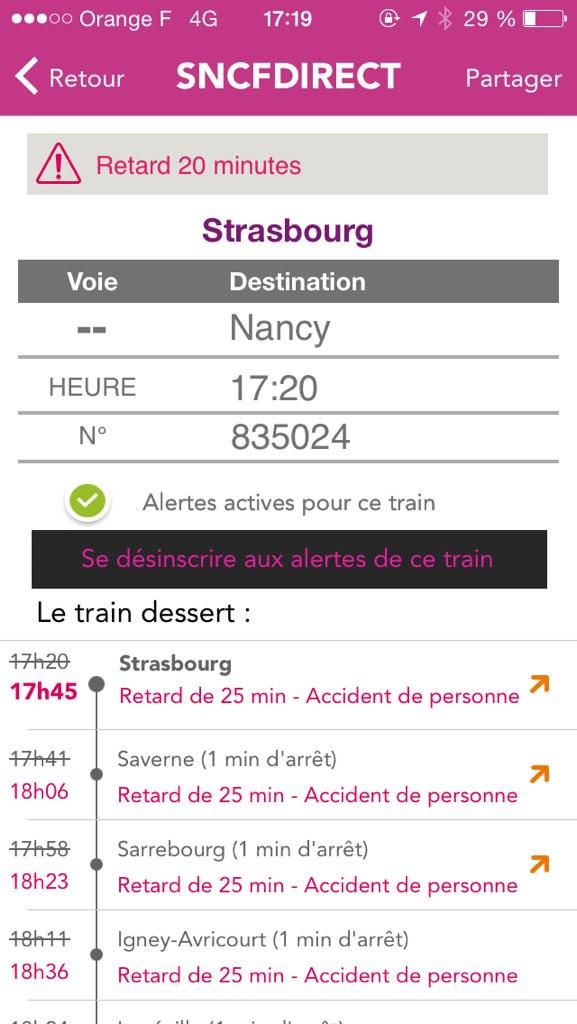 Orange F 4G 17:19 29 %
Retour SNCFDIRECT Partager
Retard 20 minutes
Strasbourg
Voie Destination
-- Nancy
HEURE 17:20
N° 835024
Alertes actives pour ce train
Se désinscrire aux alertes de ce train
Le train dessert :
17h20 Strasbourg
17h45 Retard de 25 min - Accident de personne
17h41 Saverne (1 min d'arrêt)
18h06 Retard de 25 min - Accident de personne
17h58 Sarrebourg (1 min d'arrêt)
18h23 Retard de 25 min - Accident de personne
18h11 Igney-Avricourt (1 min d'arrêt)
18h36 Retard de 25 min - Accident de personne